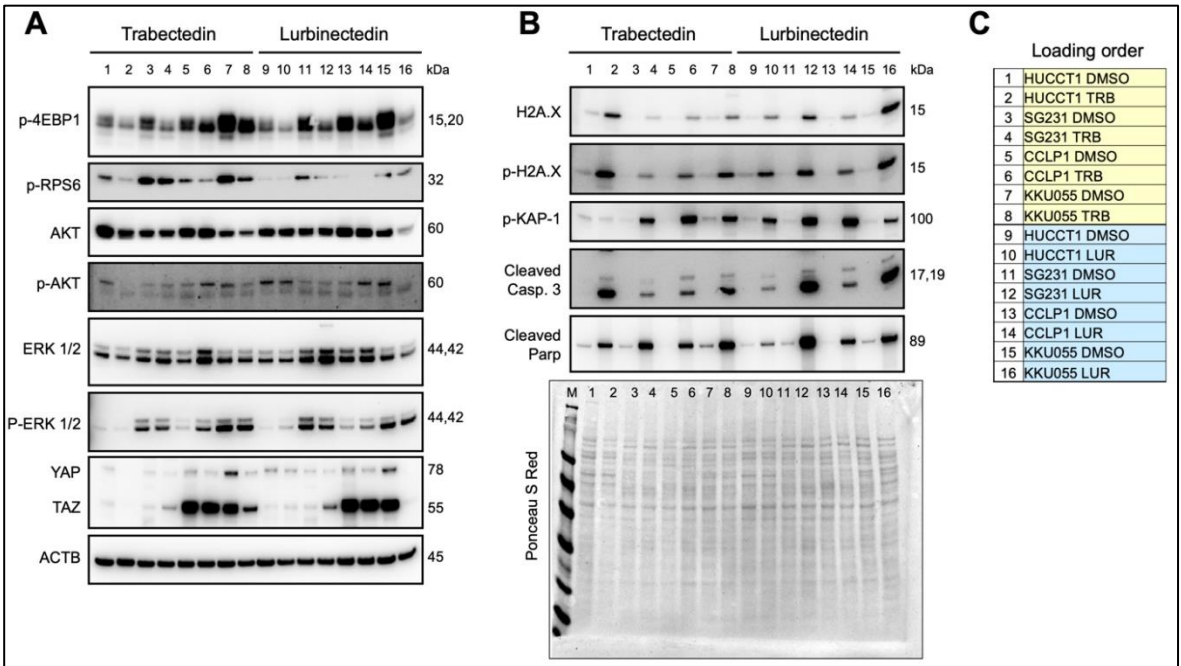 A
Trabectedin Lurbinectedin
1 2 3 4 5 6 7 8 9 10 11 12 13 14 15 16 kDa
p-4EBP1 15,20
p-RPS6 32
AKT 60
p-AKT 60
ERK 1/2 44,42
P-ERK 1/2 44,42
YAP 78
TAZ 55
ACTB 45
B
Trabectedin Lurbinectedin
1 2 3 4 5 6 7 8 9 10 11 12 13 14 15 16 kDa
H2A.X 15
p-H2A.X 15
p-KAP-1 100
Cleaved
Casp. 3 17,19
Cleaved
Parp 89
M 1 2 3 4 5 6 7 8 9 10 11 12 13 14 15 16
Ponceau S Red
C
Loading order
1 HUCCT1 DMSO
2 HUCCT1 TRB
3 SG231 DMSO
4 SG231 TRB
5 CCLP1 DMSO
6 CCLP1 TRB
7 KKU055 DMSO
8 KKU055 TRB
9 HUCCT1 DMSO
10 HUCCT1 LUR
11 SG231 DMSO
12 SG231 LUR
13 CCLP1 DMSO
14 CCLP1 LUR
15 KKU055 DMSO
16 KKU055 LUR